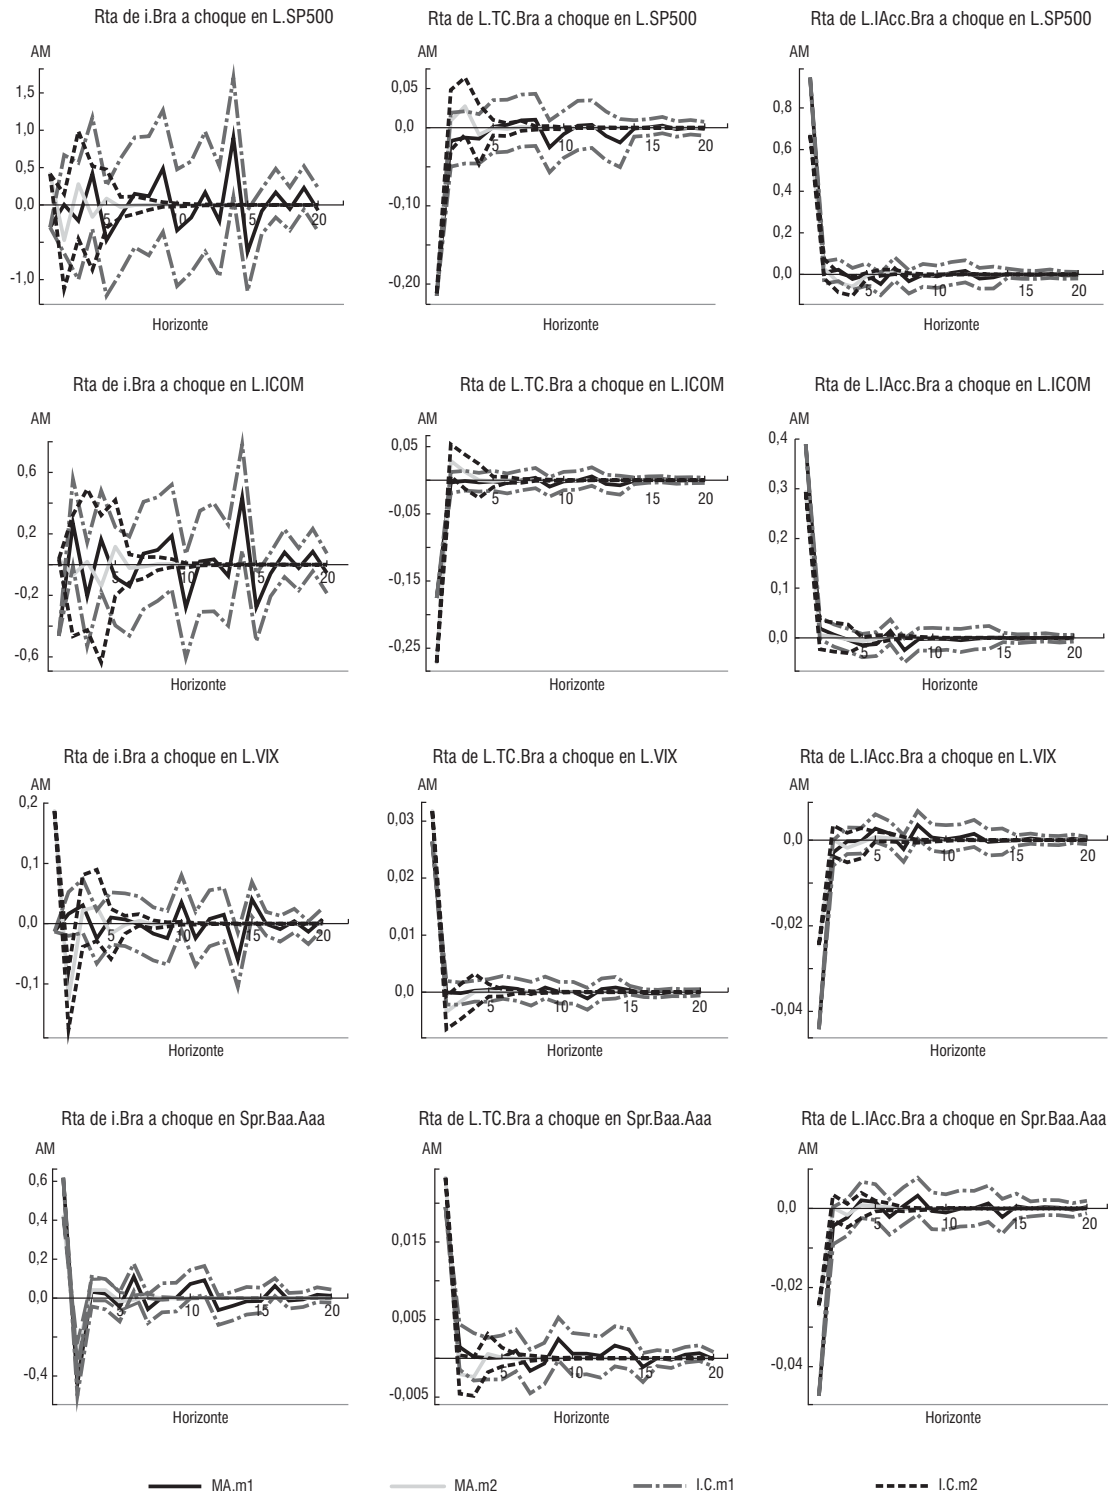 Rta de i.Bra a choque en L.SP500
AM
1,5
1,0
0,5
0,0
-1,0
5
10
15
20
Horizonte
Rta de L.TC.Bra a choque en L.SP500
AM
0,05
0,0
-0,10
-0,20
5
10
15
20
Horizonte
Rta de L.IAcc.Bra a choque en L.SP500
AM
0,8
0,6
0,4
0,2
0,0
5
10
15
20
Horizonte
Rta de i.Bra a choque en L.ICOM
AM
0,6
0,2
-0,2
-0,6
5
10
15
20
Horizonte
Rta de L.TC.Bra a choque en L.ICOM
AM
0,05
-0,05
-0,15
-0,25
5
10
15
20
Horizonte
Rta de L.IAcc.Bra a choque en L.ICOM
AM
0,4
0,3
0,2
0,1
0,0
5
10
15
20
Horizonte
Rta de i.Bra a choque en L.VIX
AM
0,2
0,1
0,0
-0,1
5
10
15
20
Horizonte
Rta de L.TC.Bra a choque en L.VIX
AM
0,03
0,02
0,01
0,0
5
10
15
20
Horizonte
Rta de L.IAcc.Bra a choque en L.VIX
AM
0,0
-0,02
-0,04
5
10
15
20
Horizonte
Rta de i.Bra a choque en Spr.Baa.Aaa
AM
0,6
0,4
0,2
0,0
-0,4
5
10
15
20
Horizonte
Rta de L.TC.Bra a choque en Spr.Baa.Aaa
AM
0,015
0,005
-0,005
5
10
15
20
Horizonte
Rta de L.IAcc.Bra a choque en Spr.Baa.Aaa
AM
0,0
-0,02
-0,04
5
10
15
20
Horizonte
MA.m1
MA.m2
I.C.m1
I.C.m2